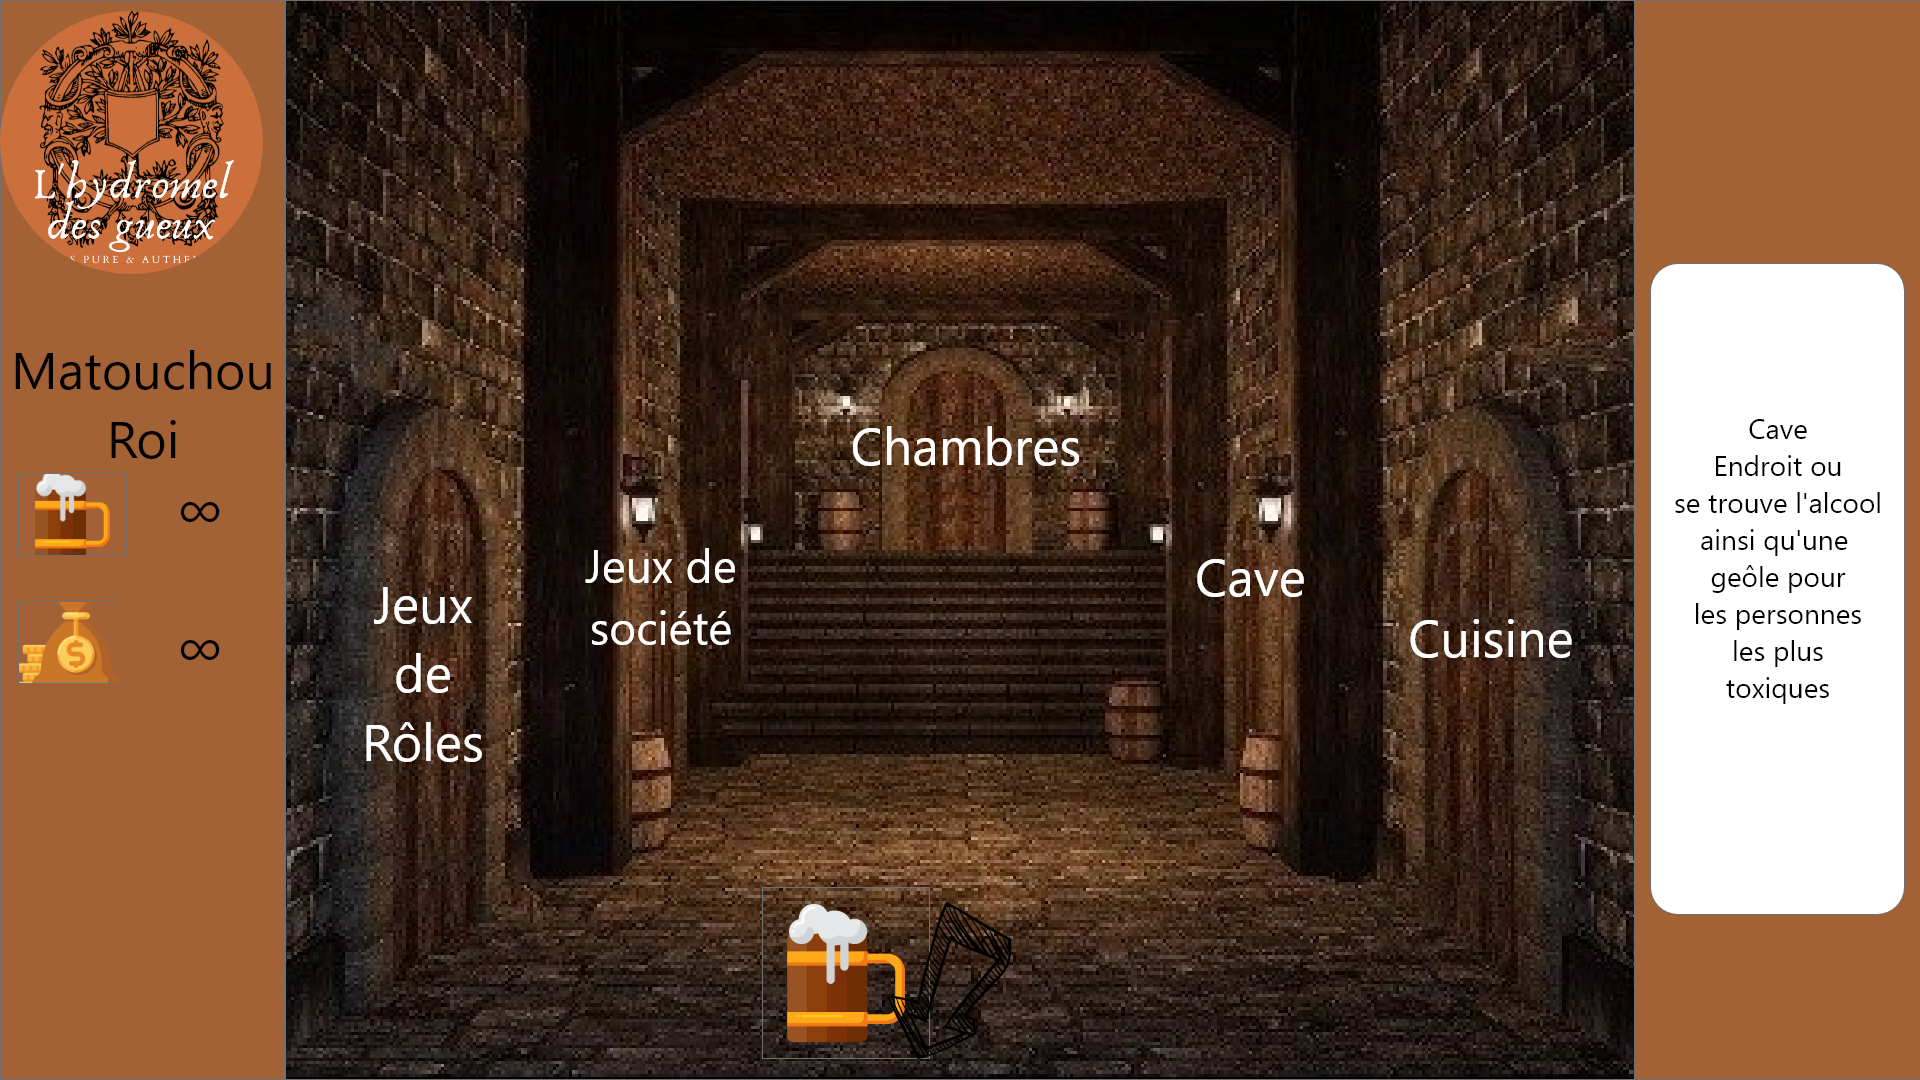 L'hydromel
des gueux
PURE &
Matouchou
Roi
∞
$
∞
Chambres
Jeux de
société
Cave
Jeux
de
Rôles
Cuisine
Cave
Endroit ou
se trouve l'alcool
ainsi qu'une
geôle pour
les personnes
les plus
toxiques